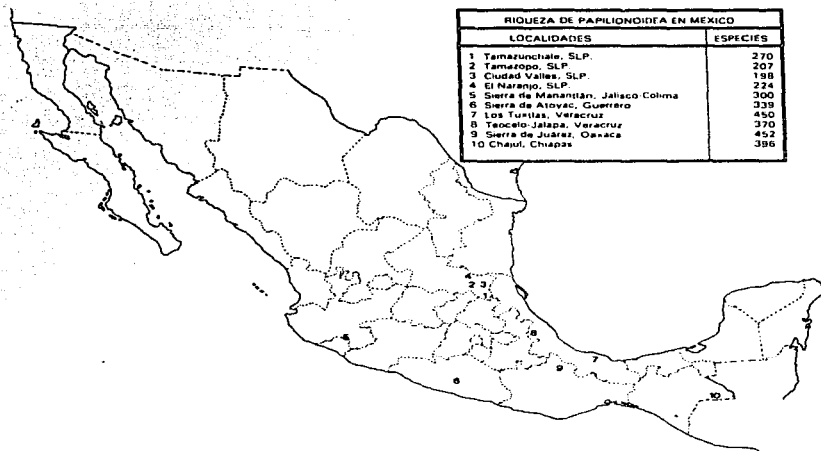 RIQUEZA DE PAPILIONOIDEA EN MEXICO
LOCALIDADES ESPECIES
1 Tamazunchale, SLP. 270
2 Tamazopo, SLP. 207
3 Ciudad Valles, SLP. 198
4 El Naranjo, SLP. 224
5 Sierra de Manantlán, Jalisco-Colima 300
6 Sierra de Atoyac, Guerrero 339
7 Los Tuxtlas, Veracruz 450
8 Teocelo-Jalapa, Veracruz 370
9 Sierra de Juárez, Oaxaca 452
10 Chajul, Chiapas 396
4
2 3
1
8
5
7
9
6
10